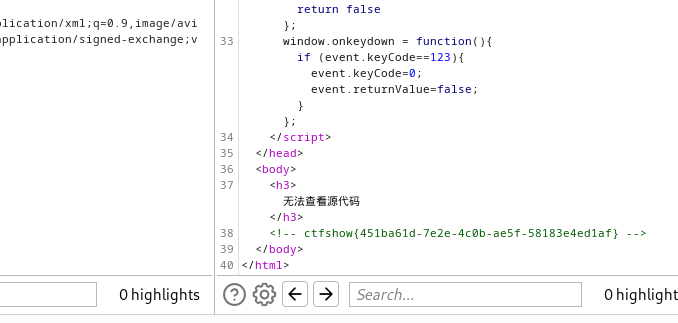 plication/xml;q=0.9,image/avi
application/signed-exchange;v
return false
};
33 window.onkeydown = function(){
if (event.keyCode==123){
event.keyCode=0;
event.returnValue=false;
}
};
34 </script>
35 </head>
36 <body>
37 <h3>
无法查看源代码
</h3>
38 <!-- ctfshow{451ba61d-7e2e-4c0b-ae5f-58183e4ed1af} -->
39 </body>
40 </html>
0 highlights
Search...
0 highlight